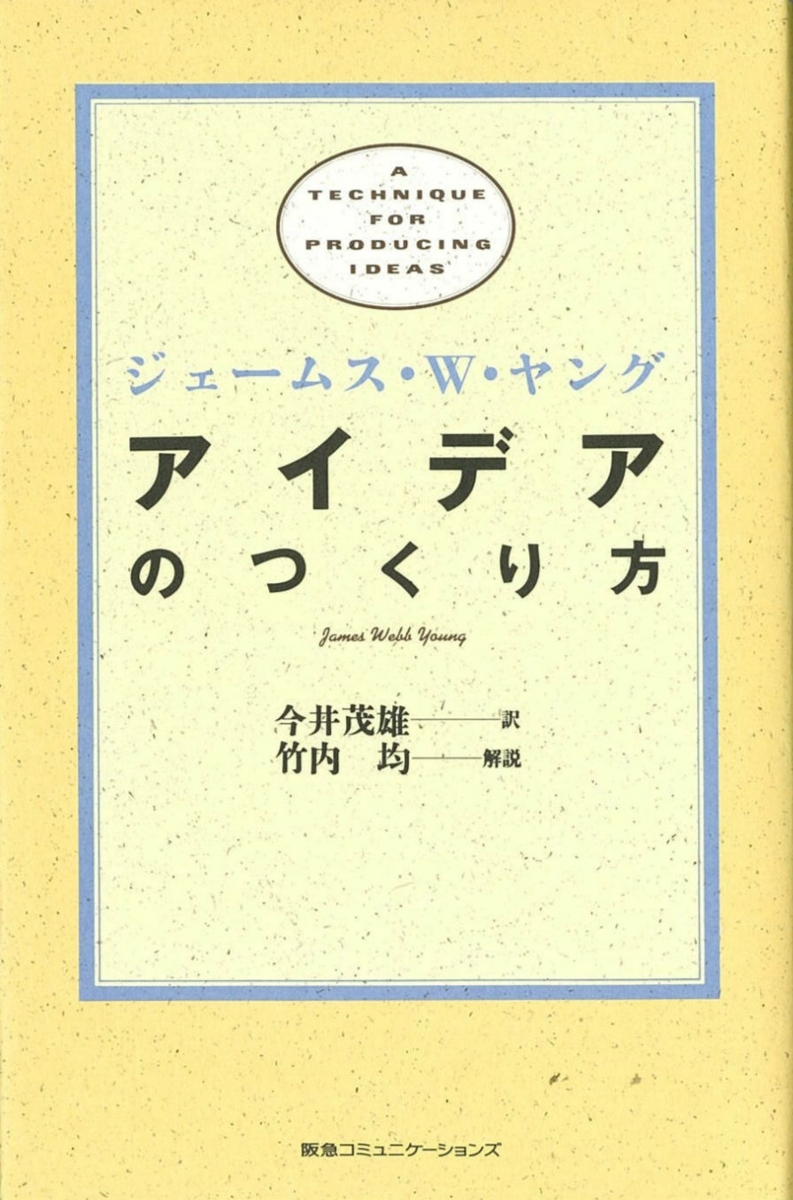 A
TECHNIQUE
FOR
PRODUCING
IDEAS
ジェームス・W・ヤング
アイデア
のつくり方
James Webb Young
今井茂雄———訳
竹内 均———解説
阪急コミュニケーションズ